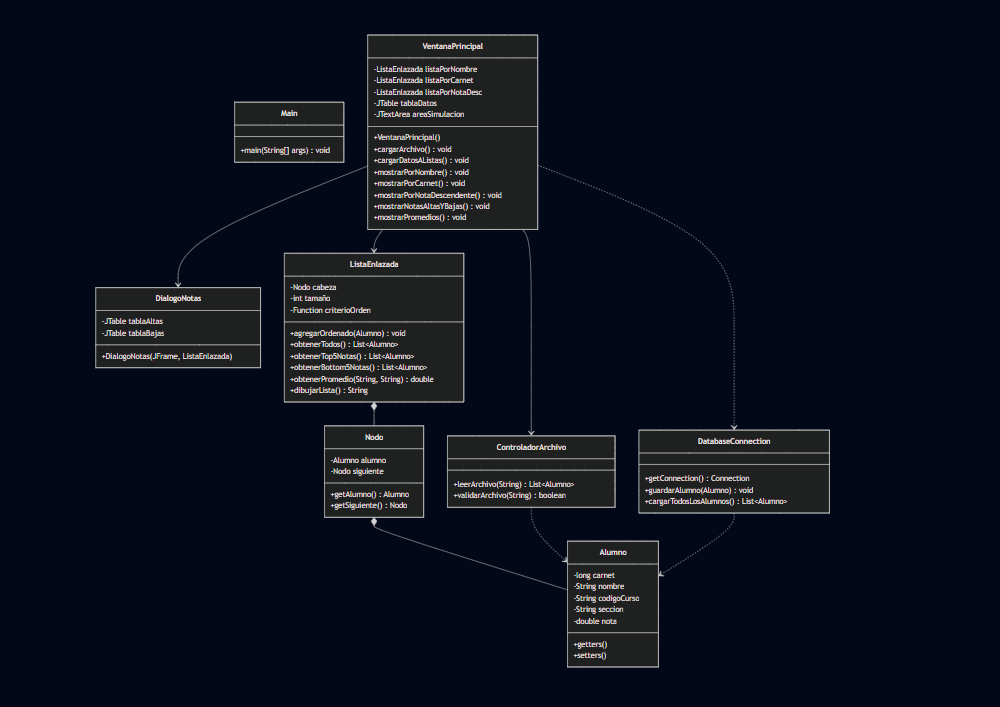 VentanaPrincipal
-ListaEnlazada listaPorNombre
-ListaEnlazada listaPorCarnet
-ListaEnlazada listaPorNotaDesc
-JTable tablaDatos
-JTextArea areaSimulacion
+VentanaPrincipal()
+cargarArchivo() : void
+cargarDatosAListas() : void
+mostrarPorNombre() : void
+mostrarPorCarnet() : void
+mostrarPorNotaDescendente() : void
+mostrarNotasAltasYBajas() : void
+mostrarPromedios() : void
Main
+main(String[] args) : void
DialogoNotas
-JTable tablaAltas
-JTable tablaBajas
+DialogoNotas(JFrame, ListaEnlazada)
ListaEnlazada
-Nodo cabeza
-int tamaño
-Function criterioOrden
+agregarOrdenado(Alumno) : void
+obtenerTodos() : List<Alumno>
+obtenerTop5Notas() : List<Alumno>
+obtenerBottom5Notas() : List<Alumno>
+obtenerPromedio(String, String) : double
+dibujarLista() : String
Nodo
-Alumno alumno
-Nodo siguiente
+getAlumno() : Alumno
+getSiguiente() : Nodo
ControladorArchivo
+leerArchivo(String) : List<Alumno>
+validarArchivo(String) : boolean
DatabaseConnection
+getConnection() : Connection
+guardarAlumno(Alumno) : void
+cargarTodosLosAlumnos() : List<Alumno>
Alumno
-long carnet
-String nombre
-String codigoCurso
-String seccion
-double nota
+getters()
+setters()